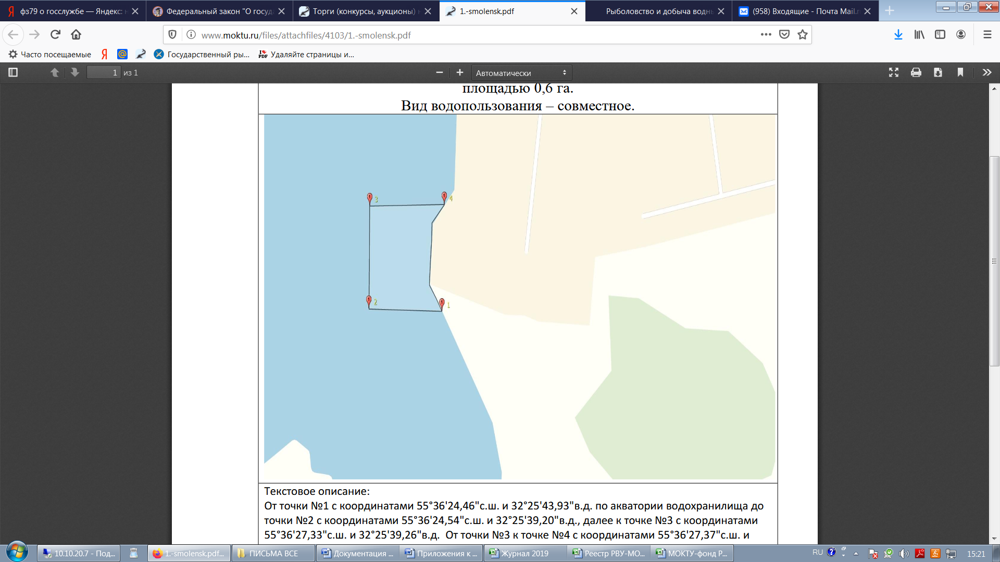 фз79 о госслужбе — Яндекс: н
Федеральный закон "О госуд
Торги (конкурсы, аукционы) н
1.-smolensk.pdf
Рыболовство и добыча водн
(958) Входящие - Почта Mail.r
www.moktu.ru/files/attachfiles/4103/1.-smolensk.pdf
Часто посещаемые
Государственный ры...
Удаляйте страницы и...
1 из 1
Автоматически
площадью 0,6 га.
Вид водопользования – совместное.
3
4
2
1
Текстовое описание:
От точки №1 с координатами 55°36'24,46"с.ш. и 32°25'43,93"в.д. по акватории водохранилища до
точки №2 с координатами 55°36'24,54"с.ш. и 32°25'39,20"в.д., далее к точке №3 с координатами
55°36'27,33"с.ш. и 32°25'39,26"в.д. От точки №3 к точке №4 с координатами 55°36'27,37"с.ш. и
10.10.20.7 - Под...
1.-smolensk.pdf...
ПИСЬМА ВСЕ
Документация ...
Приложения к ...
Журнал 2019
Реестр РВУ-МО...
МОКТУ-фонд Р...
RU
15:21